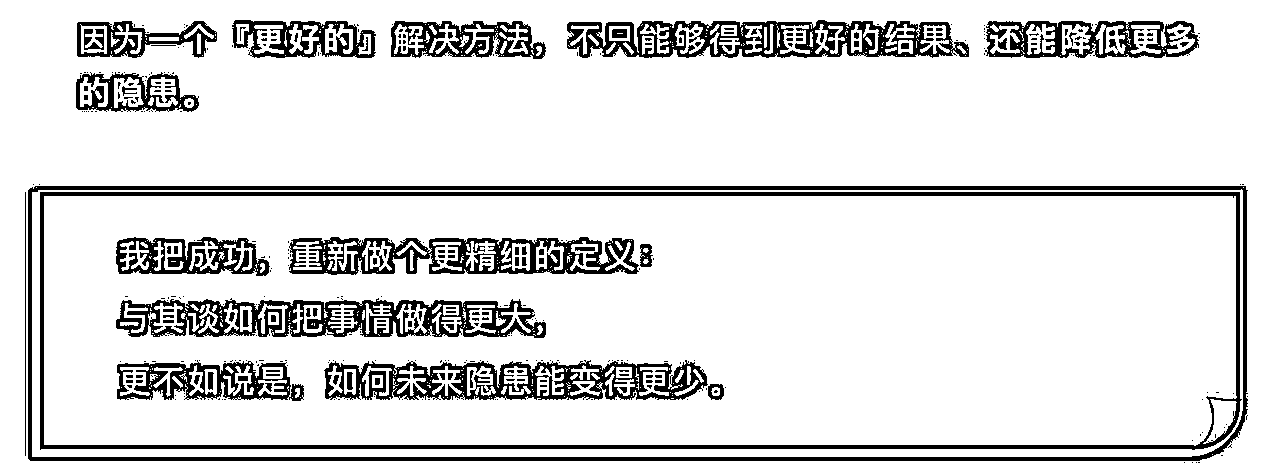 因为一个『更好的』解决方法，不只能够得到更好的结果、还能降低更多
的隐患。
我把成功，重新做个更精细的定义：
与其谈如何把事情做得更大，
更不如说是，如何未来隐患能变得更少。